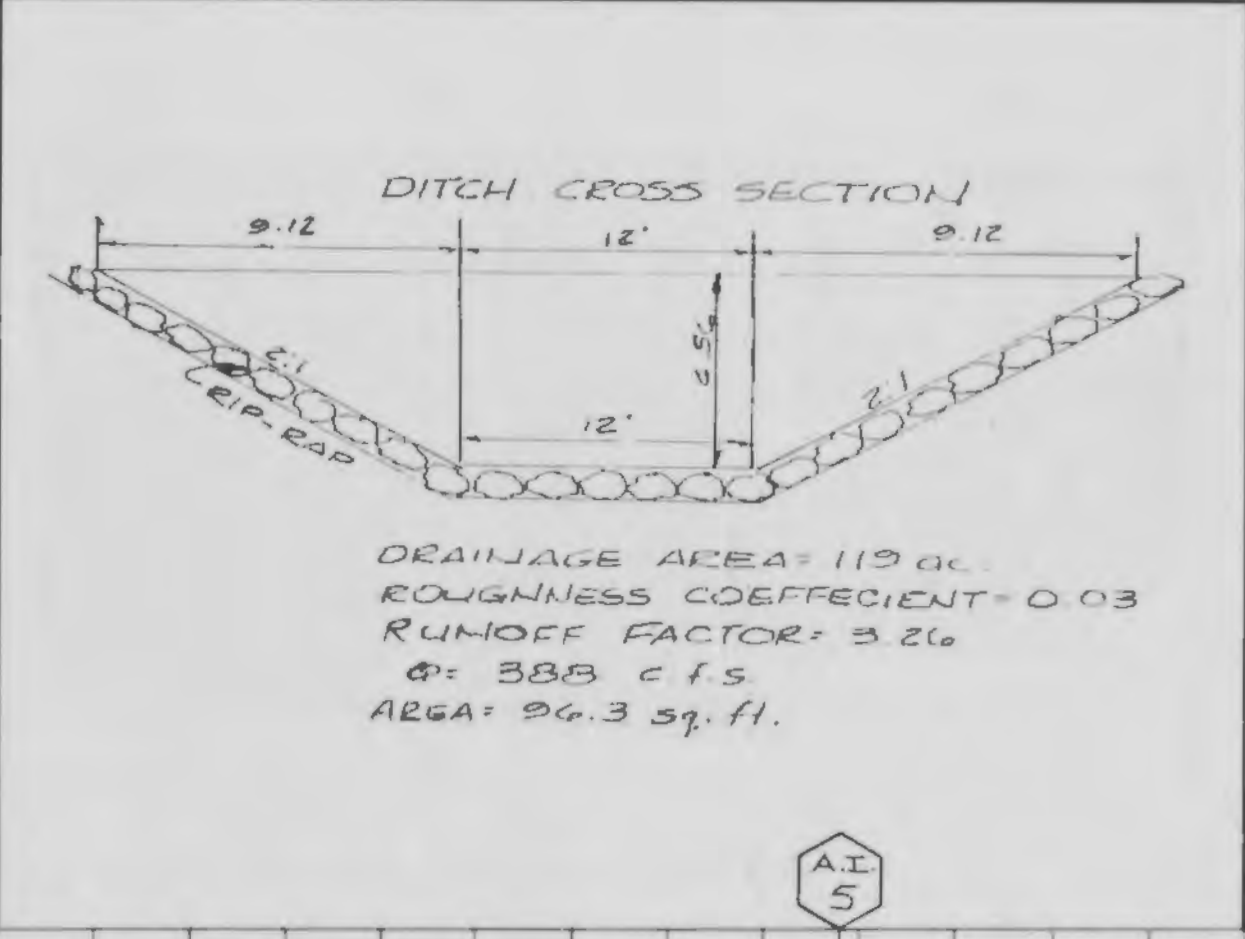 DITCH CROSS SECTION
9.12 12' 9.12
2:1
2:1
RIP-RAP
12'
DRAINAGE AREA = 119 ac.
ROUGHNNESS COEFFECIENT = 0.03
RUNOFF FACTOR = 3.26
Q = 388 c.f.s.
AREA = 96.3 sq. ft.
A.I.
5